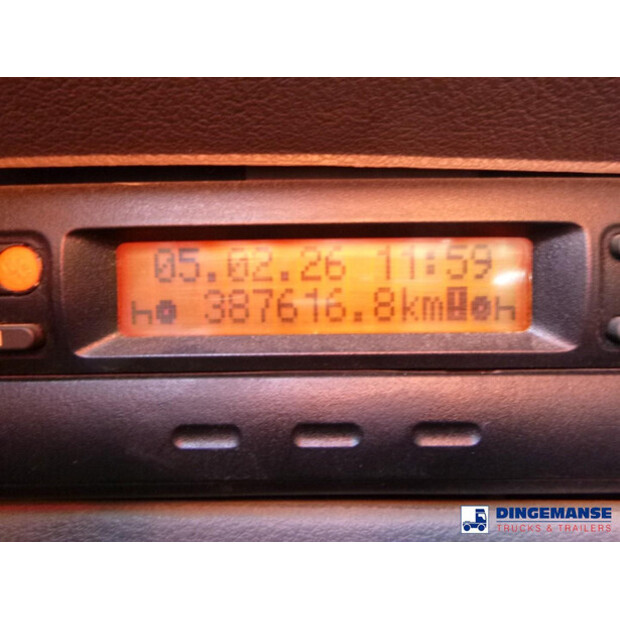 05.02.26 11:59
h 387616.8km h
DINGEMANSE
TRUCKS & TRAILERS